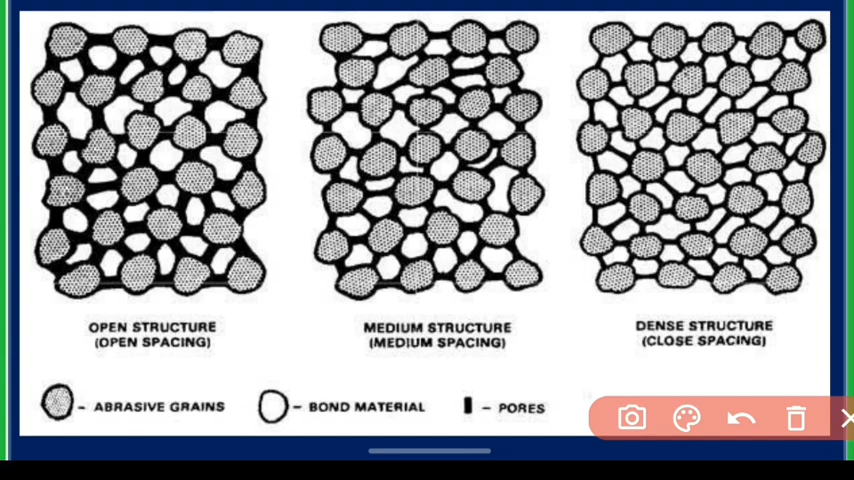 OPEN STRUCTURE
(OPEN SPACING)
MEDIUM STRUCTURE
(MEDIUM SPACING)
DENSE STRUCTURE
(CLOSE SPACING)
- ABRASIVE GRAINS
- BOND MATERIAL
- PORES